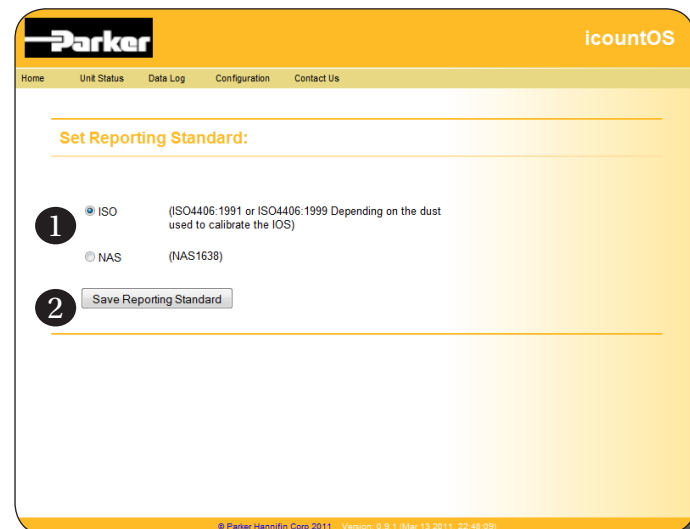 Parker
icountOS
Home Unit Status Data Log Configuration Contact Us
Set Reporting Standard:
1
ISO (ISO4406:1991 or ISO4406:1999 Depending on the dust
used to calibrate the IOS)
NAS (NAS1638)
2
Save Reporting Standard
© Parker Hannifin Corp 2011 Version: 0.9.1 (Mar 13 2011, 22:48:09)